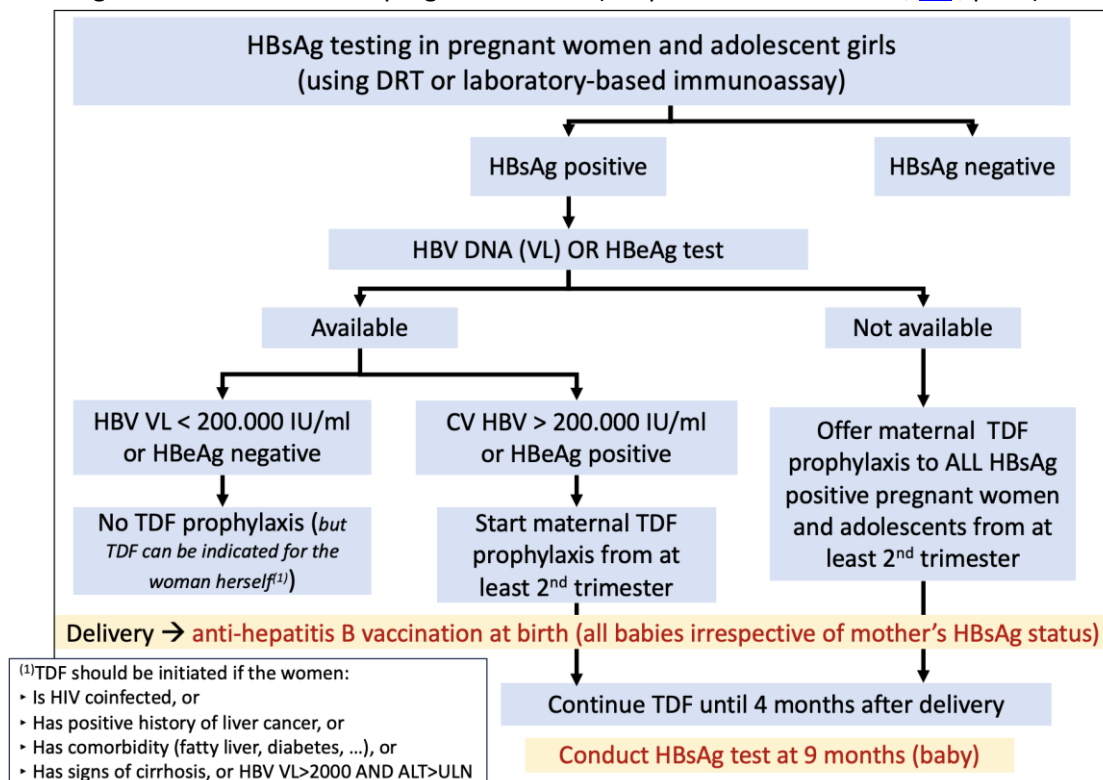 HBsAg testing in pregnant women and adolescent girls
(using DRT or laboratory-based immunoassay)
HBsAg positive
HBsAg negative
HBV DNA (VL) OR HBeAg test
Available
Not available
HBV VL < 200.000 IU/ml
or HBeAg negative
CV HBV > 200.000 IU/ml
or HBeAg positive
Offer maternal TDF
prophylaxis to ALL HBsAg
positive pregnant women
and adolescents from at
least 2nd trimester
No TDF prophylaxis (but
TDF can be indicated for the
woman herself(1))
Start maternal TDF
prophylaxis from at
least 2nd trimester
Delivery → anti-hepatitis B vaccination at birth (all babies irrespective of mother's HBsAg status)
(1)TDF should be initiated if the women:
‣ Is HIV coinfected, or
‣ Has positive history of liver cancer, or
‣ Has comorbidity (fatty liver, diabetes, ...), or
‣ Has signs of cirrhosis, or HBV VL>2000 AND ALT>ULN
Continue TDF until 4 months after delivery
Conduct HBsAg test at 9 months (baby)